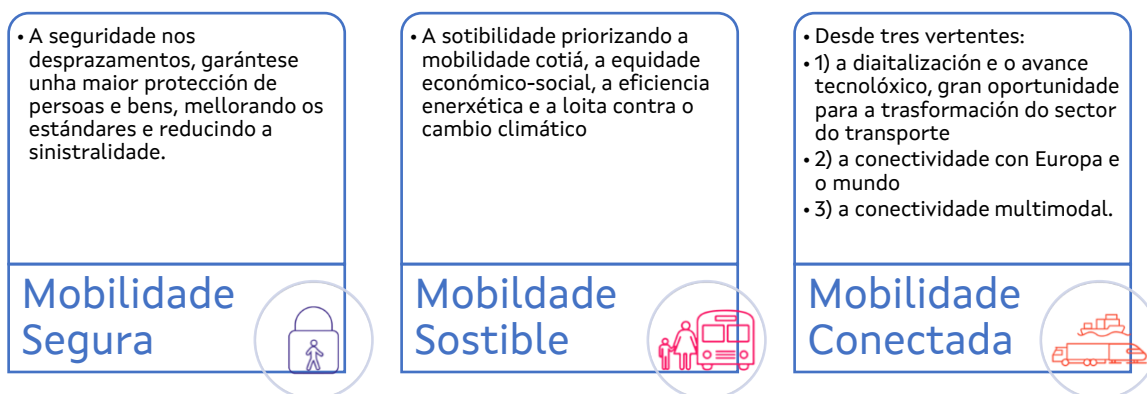 • A seguridade nos
desprazamentos, garántese
unha maior protección de
persoas e bens, mellorando os
estándares e reducindo a
sinistralidade.
Mobilidade
Segura
• A sotibilidade priorizando a
mobilidade cotiá, a equidade
económico-social, a eficiencia
enerxética e a loita contra o
cambio climático
Mobildade
Sostible
• Desde tres vertentes:
• 1) a diaitalización e o avance
tecnolóxico, gran oportunidade
para a trasformación do sector
do transporte
• 2) a conectividade con Europa e
o mundo
• 3) a conectividade multimodal.
Mobilidade
Conectada